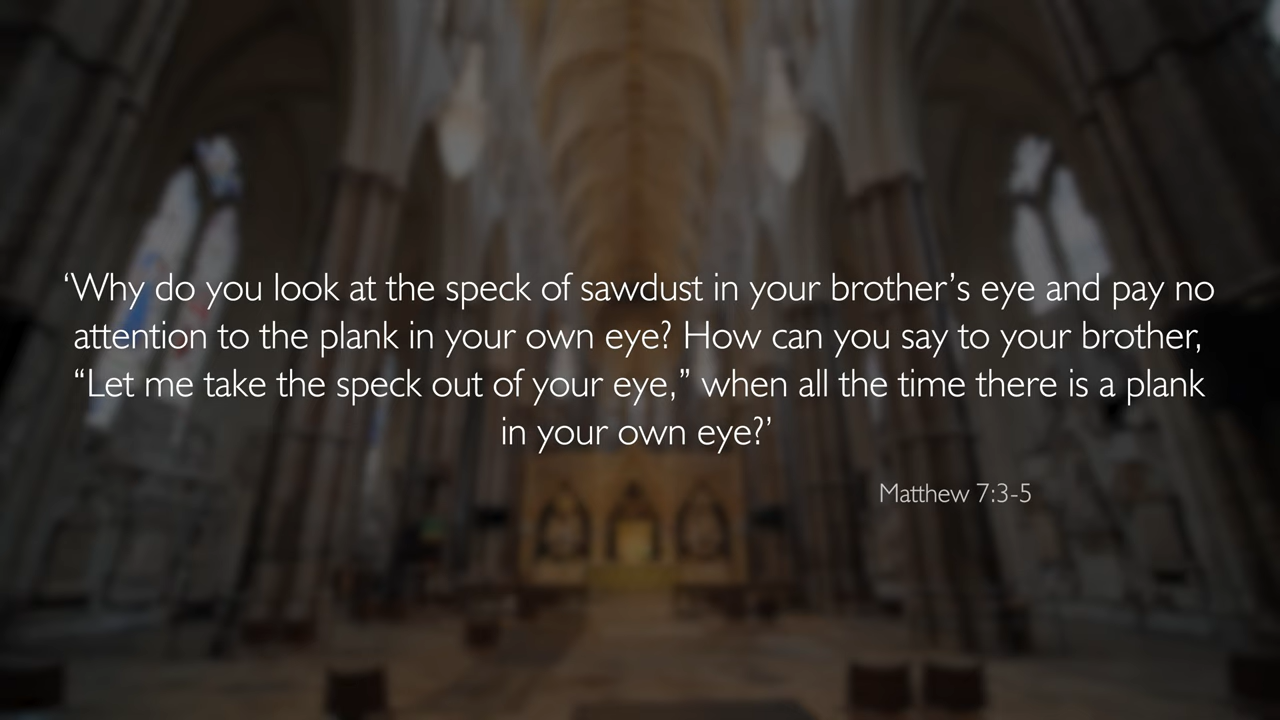 ‘Why do you look at the speck of sawdust in your brother’s eye and pay no
attention to the plank in your own eye? How can you say to your brother,
“Let me take the speck out of your eye,” when all the time there is a plank
in your own eye?’
Matthew 7:3-5